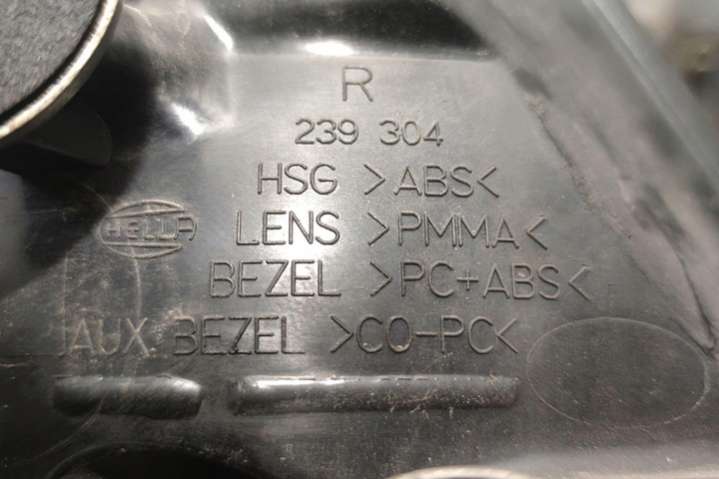 R
239 304
HSG >ABS<
HELLA
LENS >PMMA<
BEZEL >PC+ABS<
AUX BEZEL >CO-PC<